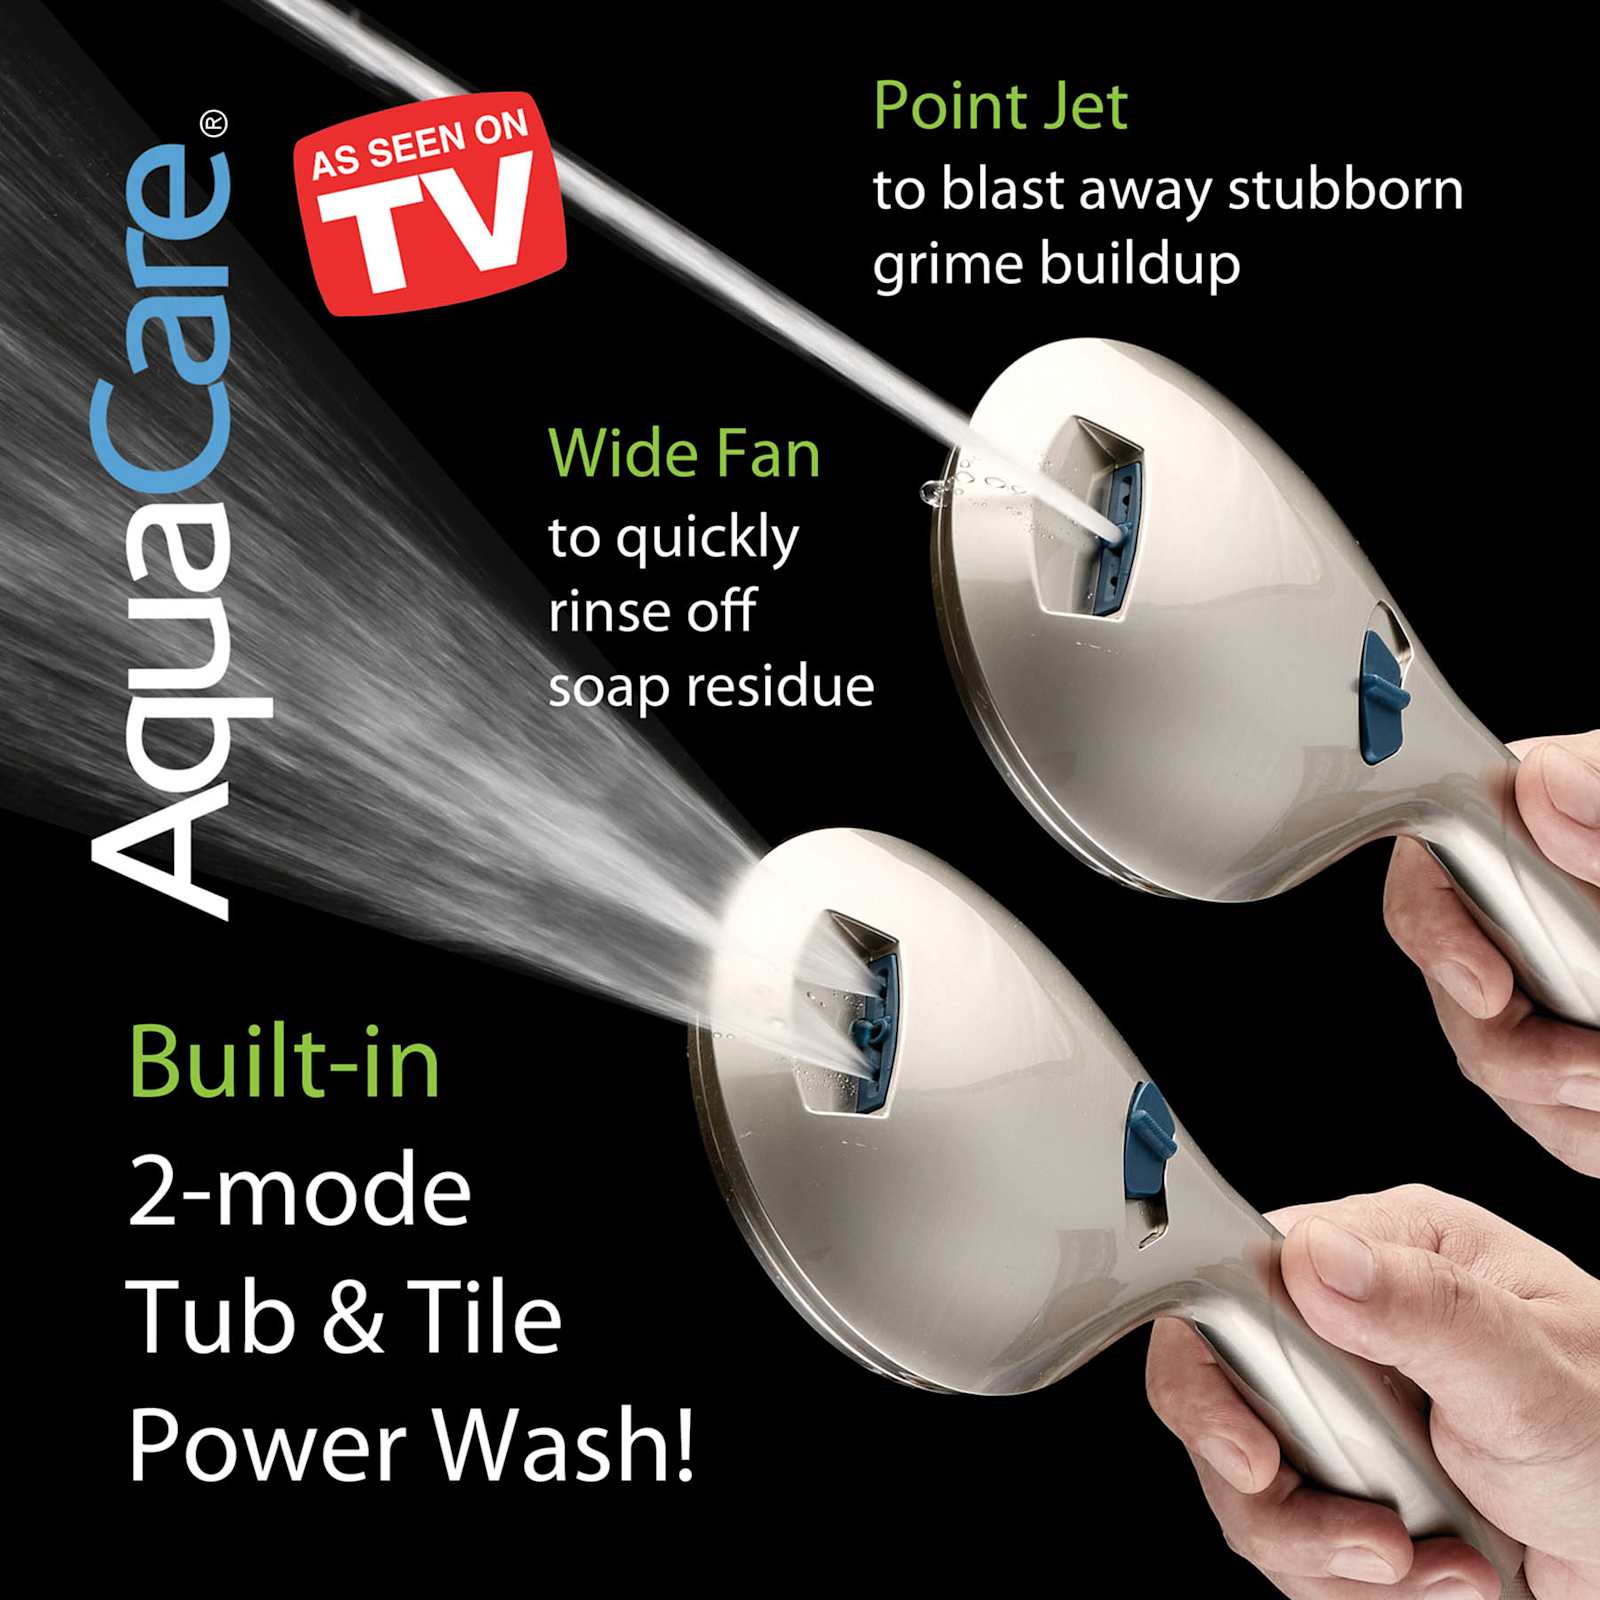 AquaCare®
AS SEEN ON
TV
Point Jet
to blast away stubborn
grime buildup
Wide Fan
to quickly
rinse off
soap residue
Built-in
2-mode
Tub & Tile
Power Wash!